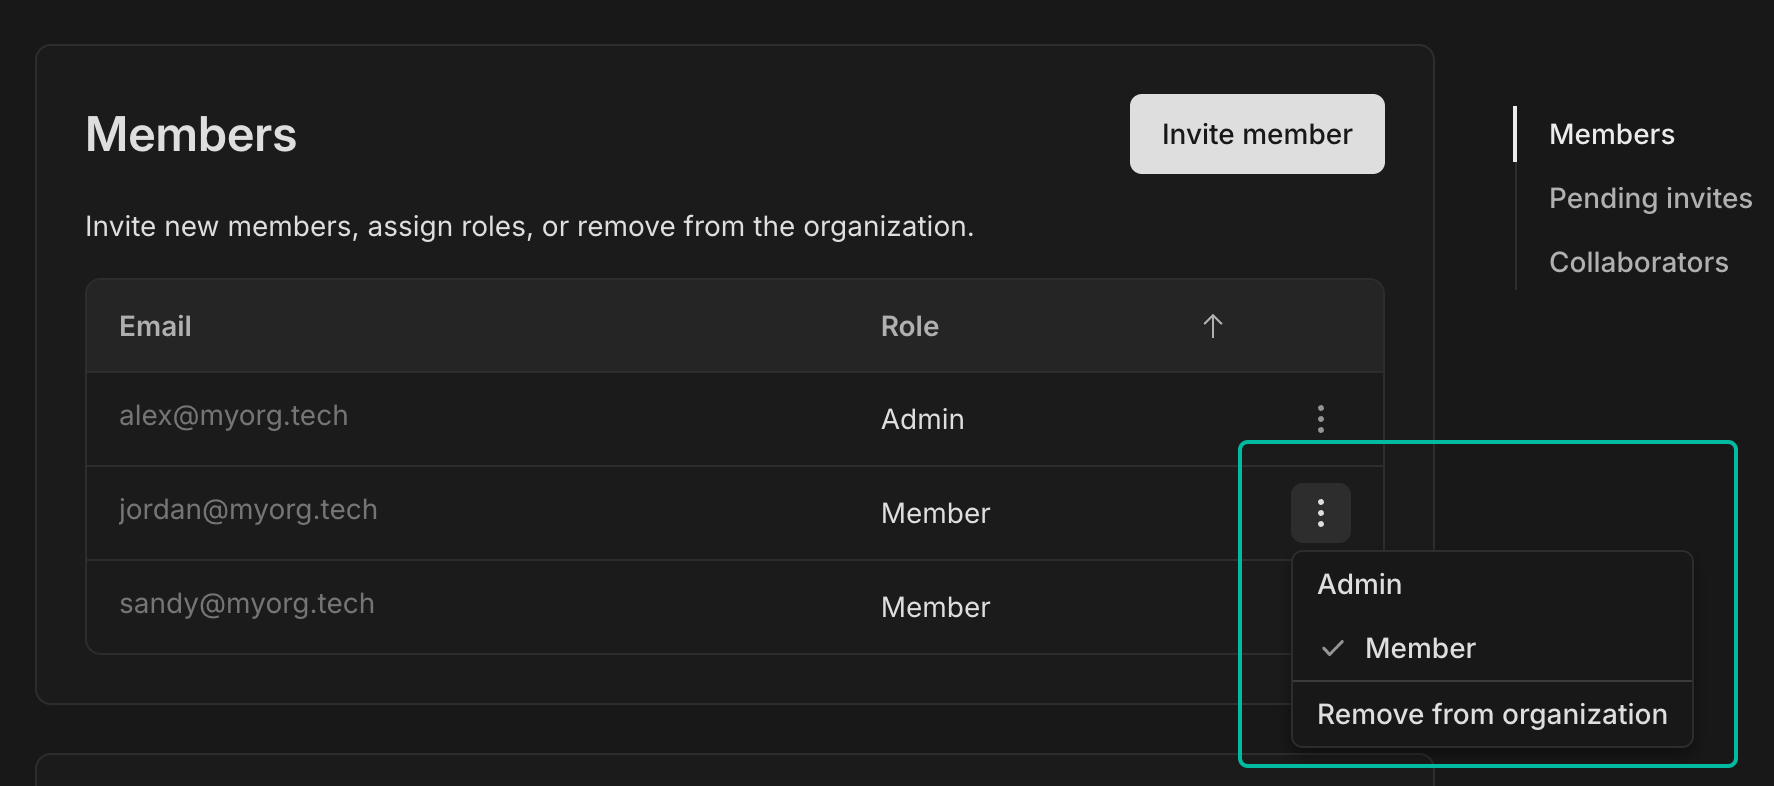 Members
Invite member
Invite new members, assign roles, or remove from the organization.
Email Role
alex@myorg.tech Admin
jordan@myorg.tech Member
sandy@myorg.tech Member
Admin
Member
Remove from organization
Members
Pending invites
Collaborators